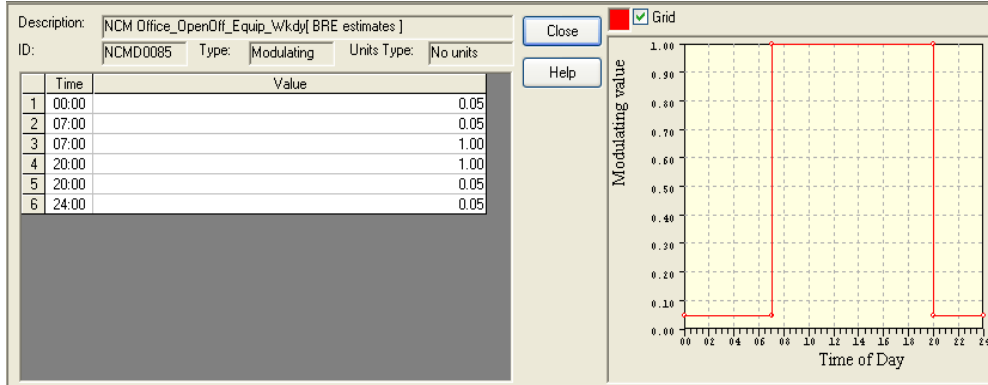 Description: NCM Office_OpenOff_Equip_Wkdy[ BRE estimates ]
ID: NCMD0085 Type: Modulating Units Type: No units
Close
Help
Time Value
1 00:00 0.05
2 07:00 0.05
3 07:00 1.00
4 20:00 1.00
5 20:00 0.05
6 24:00 0.05
Grid
Modulating value
1.00
0.90
0.80
0.70
0.60
0.50
0.40
0.30
0.20
0.10
0.00
00 02 04 06 08 10 12 14 16 18 20 22 24
Time of Day